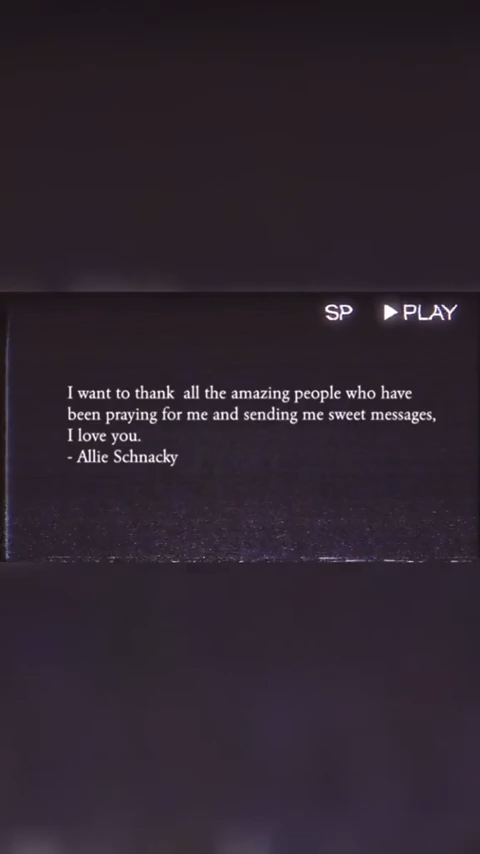 SP ▶ PLAY
I want to thank  all the amazing people who have
been praying for me and sending me sweet messages,
I love you.
- Allie Schnacky